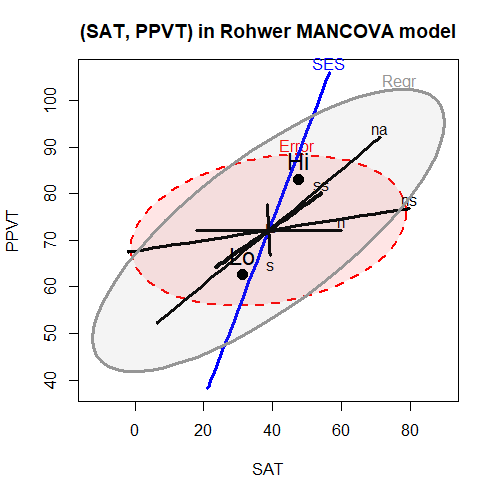 (SAT, PPVT) in Rohwer MANCOVA model
SES
Regr
Error
Hi
na
ss
ns
n
Lo
s
PPVT
40 50 60 70 80 90 100
0 20 40 60 80
SAT